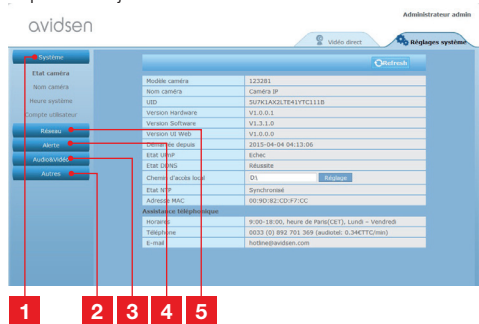 Administrateur admin
avidsen
Vidéo direct
Réglages système
Système
Refresh
Etat caméra
Nom caméra
Heure système
Compte utilisateur
Réseau
Alerte
Audio&Vidéo
Autres
Modèle caméra 123281
Nom caméra Caméra IP
UID 5U7K1AX2LTE41YTC111B
Version Hardware V1.0.0.1
Version Software V1.3.1.0
Version UI Web V1.0.0.0
Démarrée depuis 2015-04-04 04:13:06
Etat UPnP Echec
Etat DDNS Réussite
Chemin d'accès local D:\ Réglage
Etat NTP Synchronisé
Adresse MAC 00:9D:82:CD:F7:CC
Assistance téléphonique
Horaires 9:00-18:00, heure de Paris(CET), Lundi – Vendredi
Téléphone 0033 (0) 892 701 369 (audiotel: 0.34€TTC/min)
E-mail hotline@avidsen.com
1
2
3
4
5